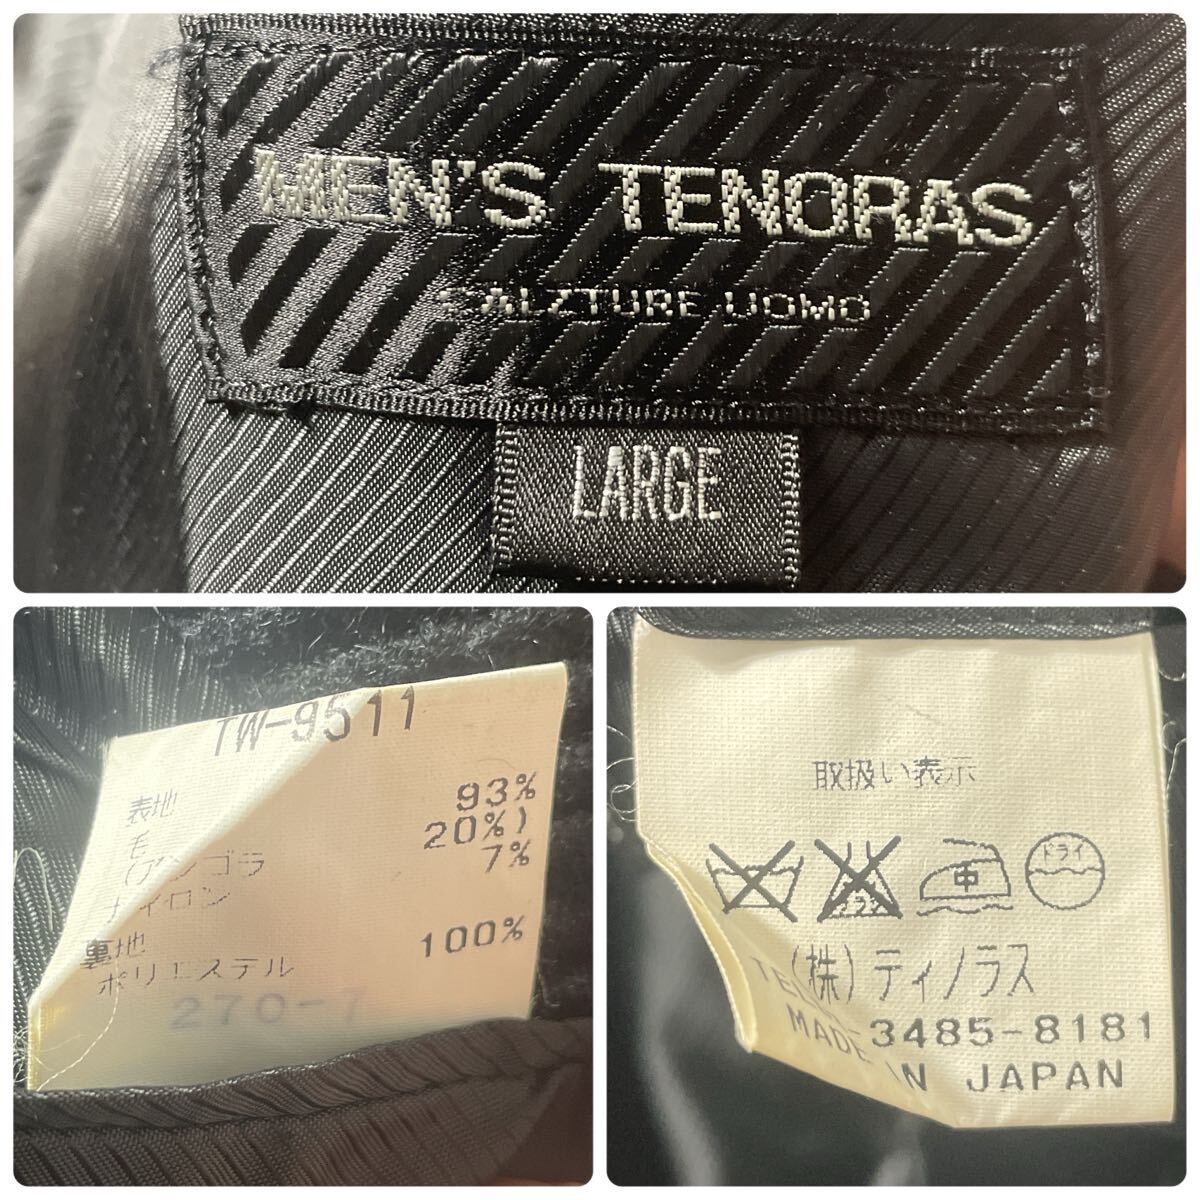 MEN'S TENORAS
SALZTURE UOMO
LARGE
TW-9511
表地
毛 93%
(アンゴラ 20%)
ナイロン 7%
裏地
ポリエステル 100%
270-7
取扱い表示
中
ドライ
(株)ティノラス
3485-8181
MADE IN JAPAN